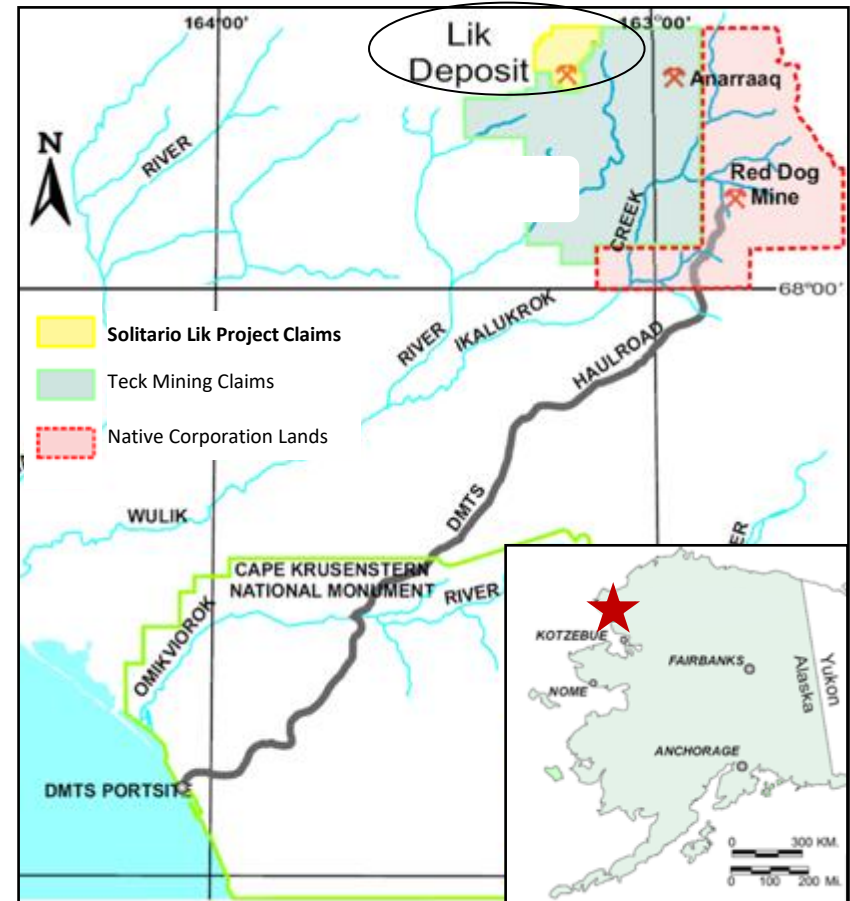 164°00'
163°00'
Lik
Deposit
Anarraaq
N
RIVER
Red Dog
Mine
CREEK
68°00'
Solitario Lik Project Claims
RIVER
IKALUKROK
HAULROAD
Teck Mining Claims
Native Corporation Lands
DMTS
WULIK
CAPE KRUSENSTERN
NATIONAL MONUMENT
RIVER
OMIKVIOROK
DMTS PORTSITE
KOTZEBUE
FAIRBANKS
NOME
Alaska
Yukon
ANCHORAGE
0 300 KM.
0 100 200 Mi.